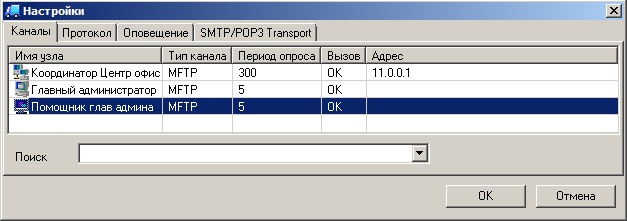 Настройки
Каналы Протокол Оповещение SMTP/POP3 Transport
Имя узла Тип канала Период опроса Вызов Адрес
Координатор Центр офис MFTP 300 OK 11.0.0.1
Главный администратор MFTP 5 OK
Помощник глав админа MFTP 5 OK
Поиск
OK Отмена